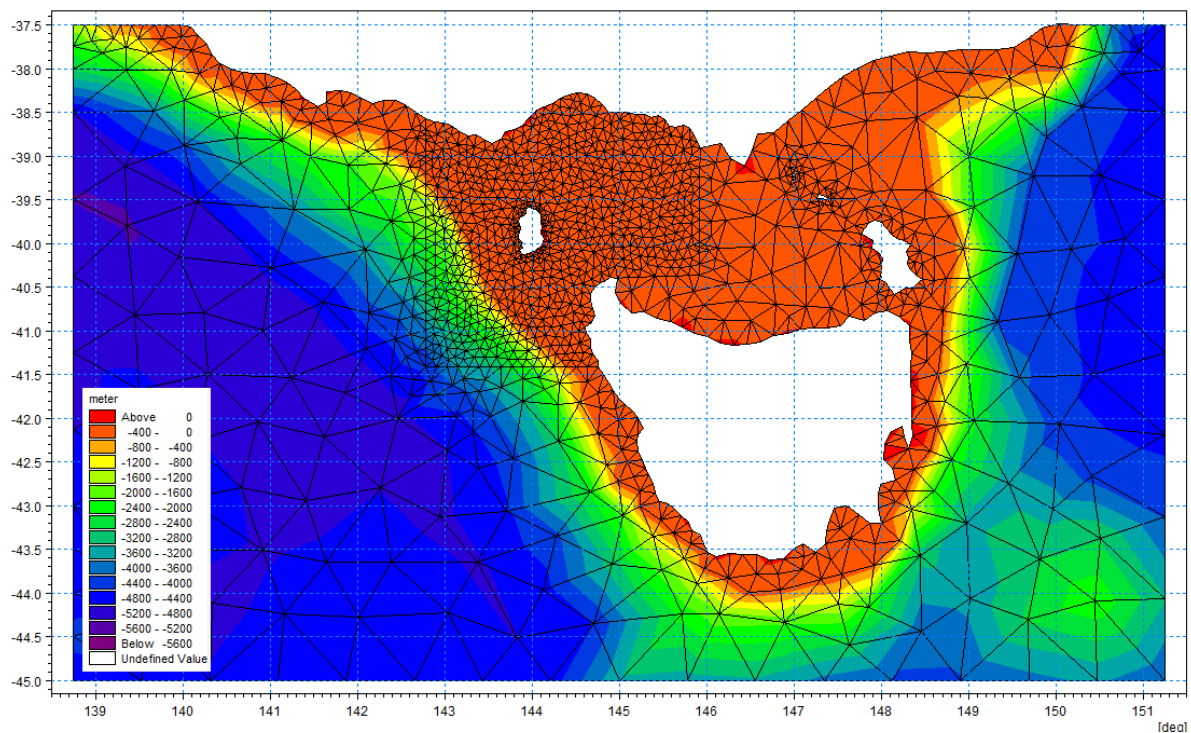 -37.5
-38.0
-38.5
-39.0
-39.5
-40.0
-40.5
-41.0
-41.5
-42.0
-42.5
-43.0
-43.5
-44.0
-44.5
-45.0
meter
Above 0
-400 - 0
-800 - -400
-1200 - -800
-1600 - -1200
-2000 - -1600
-2400 - -2000
-2800 - -2400
-3200 - -2800
-3600 - -3200
-4000 - -3600
-4400 - -4000
-4800 - -4400
-5200 - -4800
-5600 - -5200
Below -5600
Undefined Value
139 140 141 142 143 144 145 146 147 148 149 150 151
[deg]